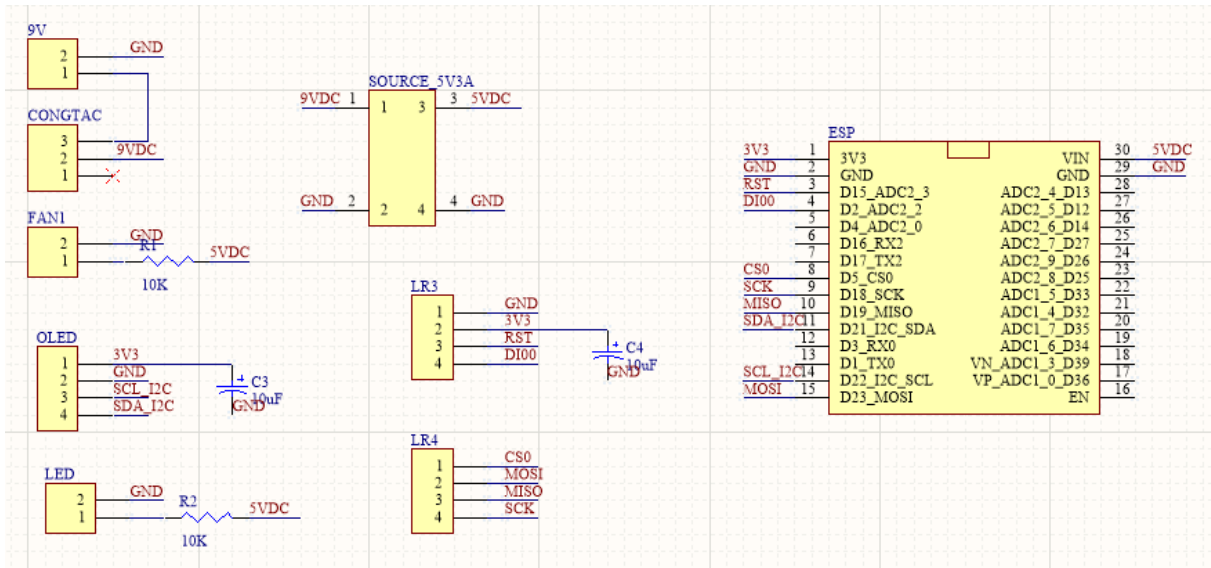 9V
2 GND
1
CONGTAC
3
2 9VDC
1
FAN1
2 GND
1 R1 5VDC
10K
OLED
1 3V3
2 GND
3 SCL_I2C
4 SDA_I2C
C3
10uF
GND
LED
2 GND
1 R2 5VDC
10K
SOURCE_5V3A
9VDC 1 1 3 3 5VDC
GND 2 2 4 4 GND
LR3
1 GND
2 3V3
3 RST
4 DI00
C4
10uF
GND
LR4
1 CS0
2 MOSI
3 MISO
4 SCK
ESP
3V3 1 3V3 VIN 30 5VDC
GND 2 GND GND 29 GND
RST 3 D15_ADC2_3 ADC2_4_D13 28
DI00 4 D2_ADC2_2 ADC2_5_D12 27
5 D4_ADC2_0 ADC2_6_D14 26
6 D16_RX2 ADC2_7_D27 25
7 D17_TX2 ADC2_9_D26 24
CS0 8 D5_CS0 ADC2_8_D25 23
SCK 9 D18_SCK ADC1_5_D33 22
MISO 10 D19_MISO ADC1_4_D32 21
SDA_I2C 11 D21_I2C_SDA ADC1_7_D35 20
12 D3_RX0 ADC1_6_D34 19
13 D1_TX0 VN_ADC1_3_D39 18
SCL_I2C 14 D22_I2C_SCL VP_ADC1_0_D36 17
MOSI 15 D23_MOSI EN 16